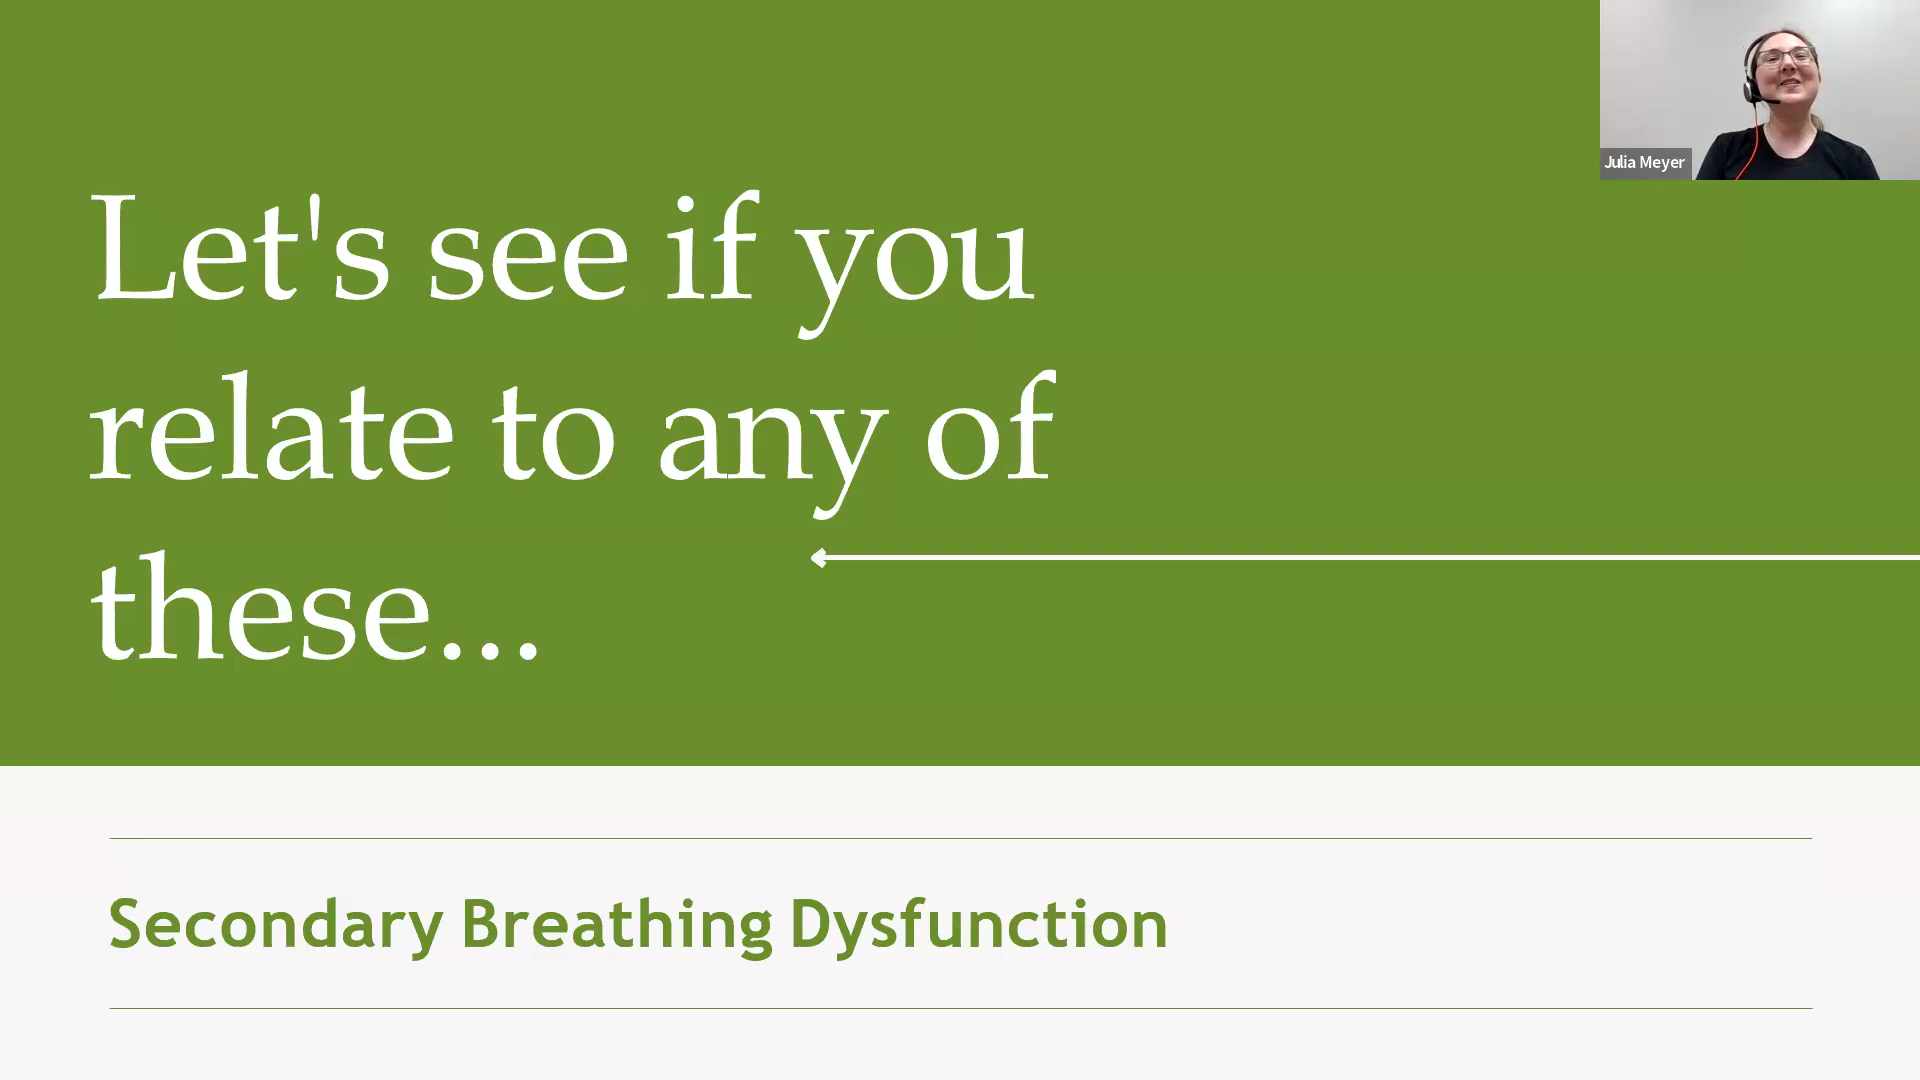 Julia Meyer
Let's see if you
relate to any of
these...
Secondary Breathing Dysfunction